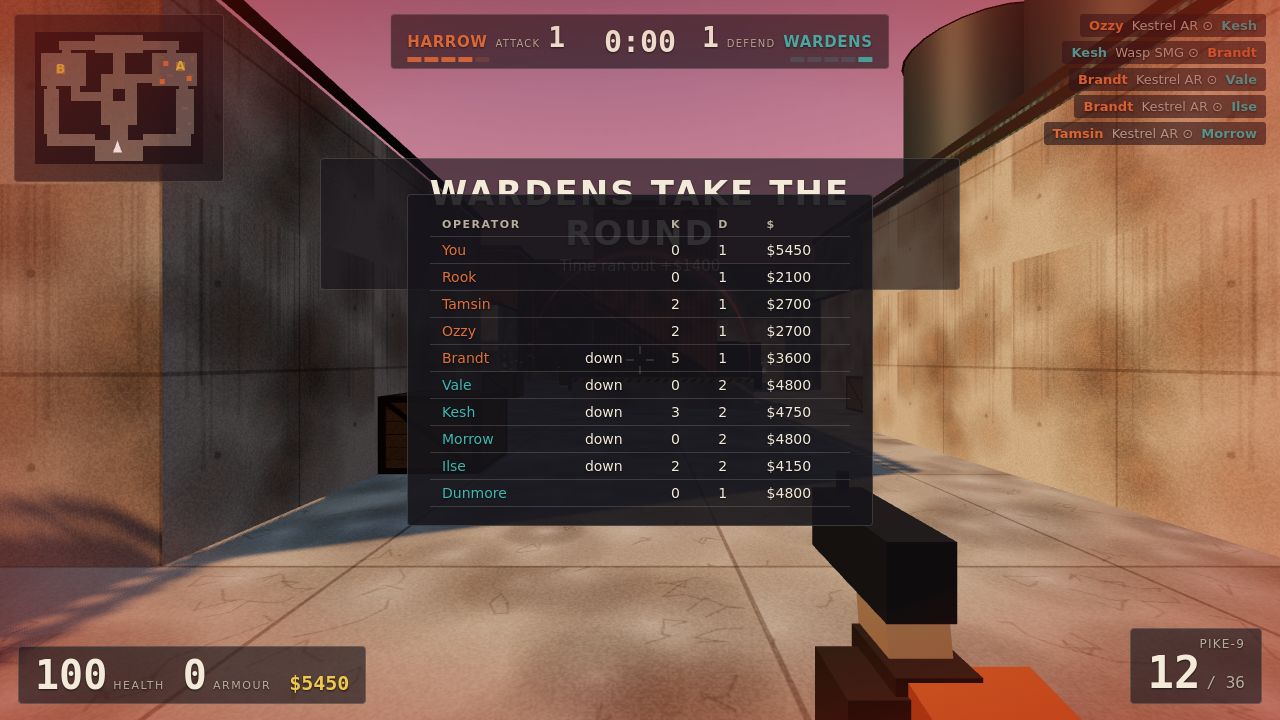 HARROW ATTACK 1 0:00 1 DEFEND WARDENS
B A
Ozzy Kestrel AR Kesh
Kesh Wasp SMG Brandt
Brandt Kestrel AR Vale
Brandt Kestrel AR Ilse
Tamsin Kestrel AR Morrow
WARDENS TAKE THE
ROUND
Time ran out +$1400
OPERATOR K D $
You 0 1 $5450
Rook 0 1 $2100
Tamsin 2 1 $2700
Ozzy 2 1 $2700
Brandt down 5 1 $3600
Vale down 0 2 $4800
Kesh down 3 2 $4750
Morrow down 0 2 $4800
Ilse down 2 2 $4150
Dunmore 0 1 $4800
100 HEALTH 0 ARMOUR $5450
PIKE-9
12 / 36